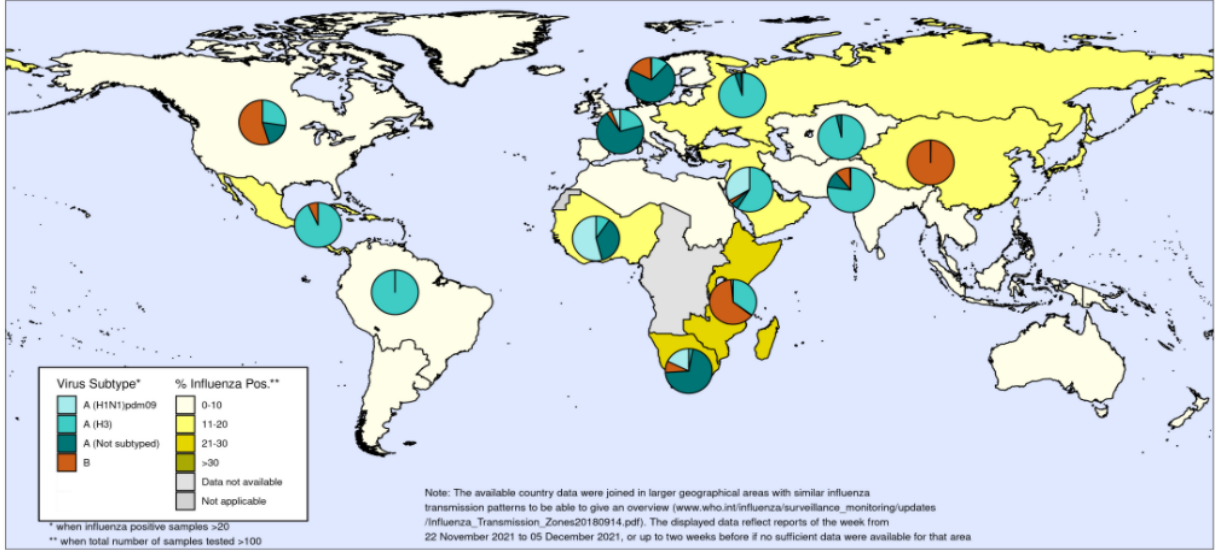 Virus Subtype*
% Influenza Pos.**
A (H1N1)pdm09
0-10
A (H3)
11-20
A (Not subtyped)
21-30
B
>30
Data not available
Not applicable
* when influenza positive samples >20
** when total number of samples tested >100
Note: The available country data were joined in larger geographical areas with similar influenza
transmission patterns to be able to give an overview (www.who.int/influenza/surveillance_monitoring/updates
/Influenza_Transmission_Zones20180914.pdf). The displayed data reflect reports of the week from
22 November 2021 to 05 December 2021, or up to two weeks before if no sufficient data were available for that area